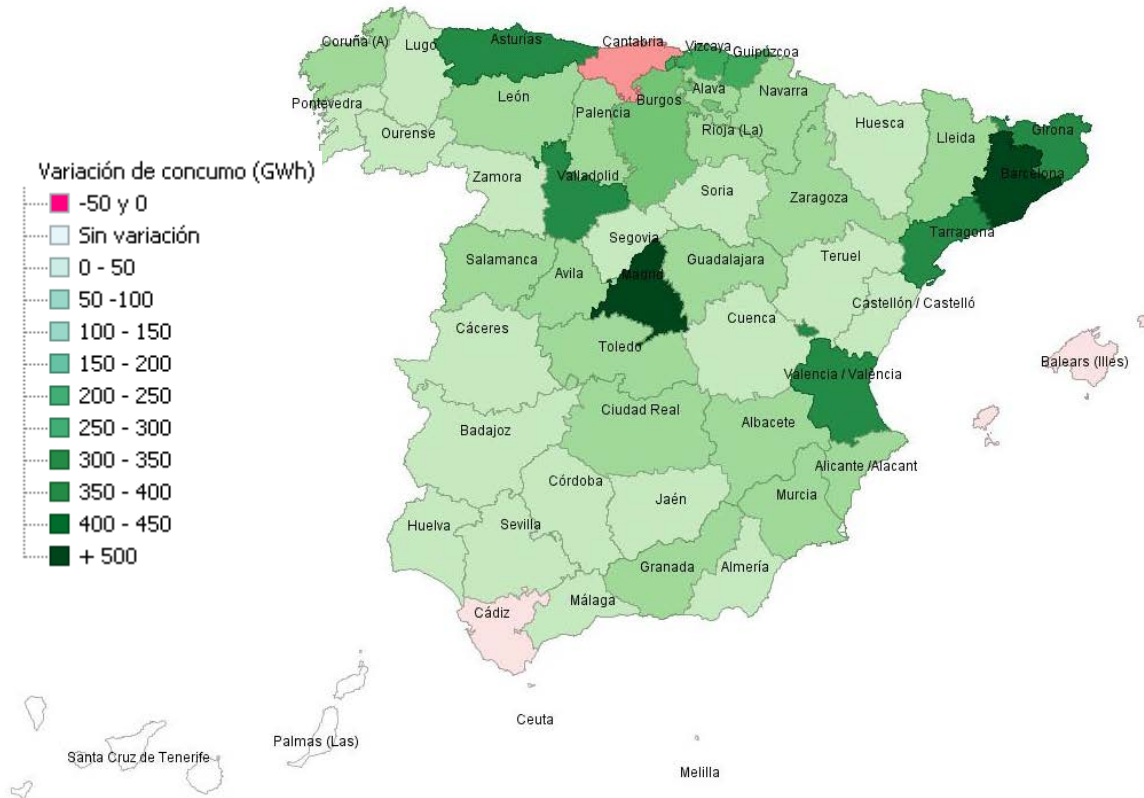 Coruña (A)
Lugo
Asturias
Cantabria
Vizcaya
Guipúzcoa
Pontevedra
Ourense
León
Palencia
Burgos
Alava
Navarra
Rioja (La)
Huesca
Lleida
Girona
Barcelona
Variación de concumo (GWh)
-50 y 0
Sin variación
0 - 50
50 -100
100 - 150
150 - 200
200 - 250
250 - 300
300 - 350
350 - 400
400 - 450
+ 500
Zamora
Valladolid
Soria
Zaragoza
Tarragona
Segovia
Salamanca
Avila
Madrid
Guadalajara
Teruel
Castellón / Castelló
Cáceres
Toledo
Cuenca
Valencia / València
Balears (Illes)
Badajoz
Ciudad Real
Albacete
Alicante /Alacant
Huelva
Sevilla
Córdoba
Jaén
Murcia
Cádiz
Málaga
Granada
Almería
Ceuta
Melilla
Palmas (Las)
Santa Cruz de Tenerife